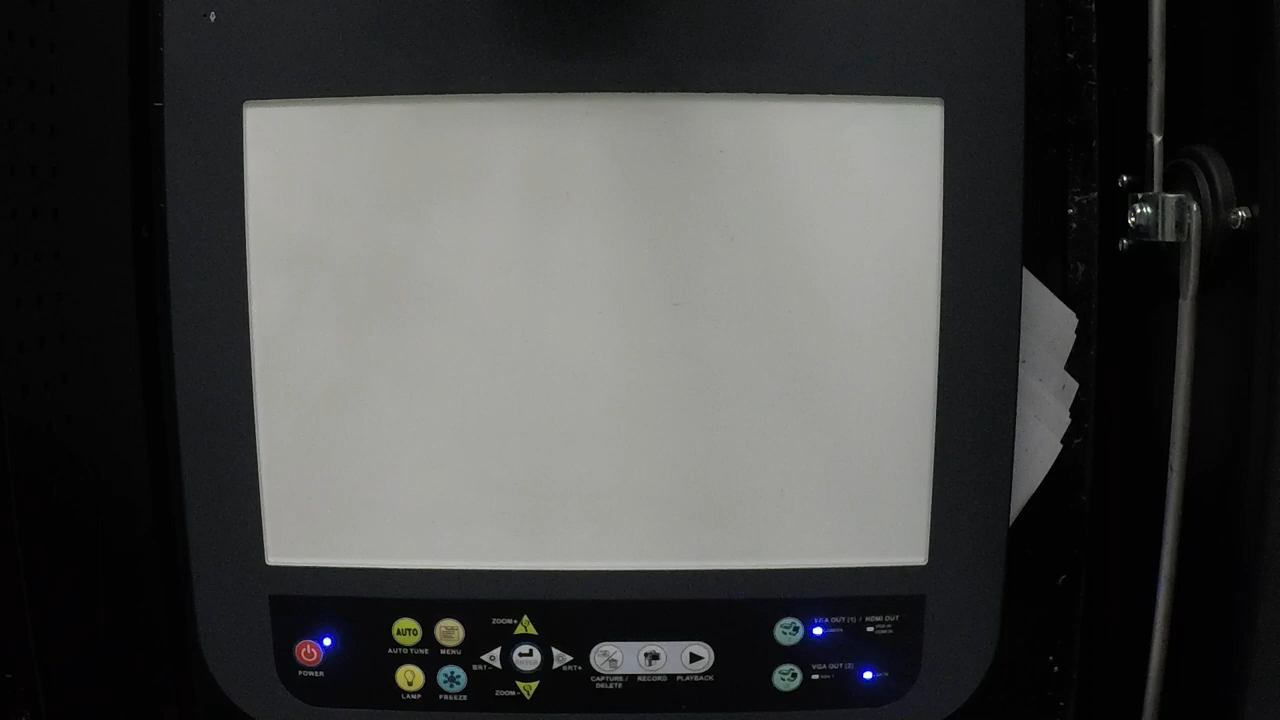 VGA OUT (1) / HDMI OUT
ZOOM+
AUTO
AUTO TUNE
MENU
BRT-
ENTER
BRT+
VGA OUT (2)
POWER
CAPTURE /
DELETE
RECORD
PLAYBACK
LAMP
FREEZE
ZOOM-